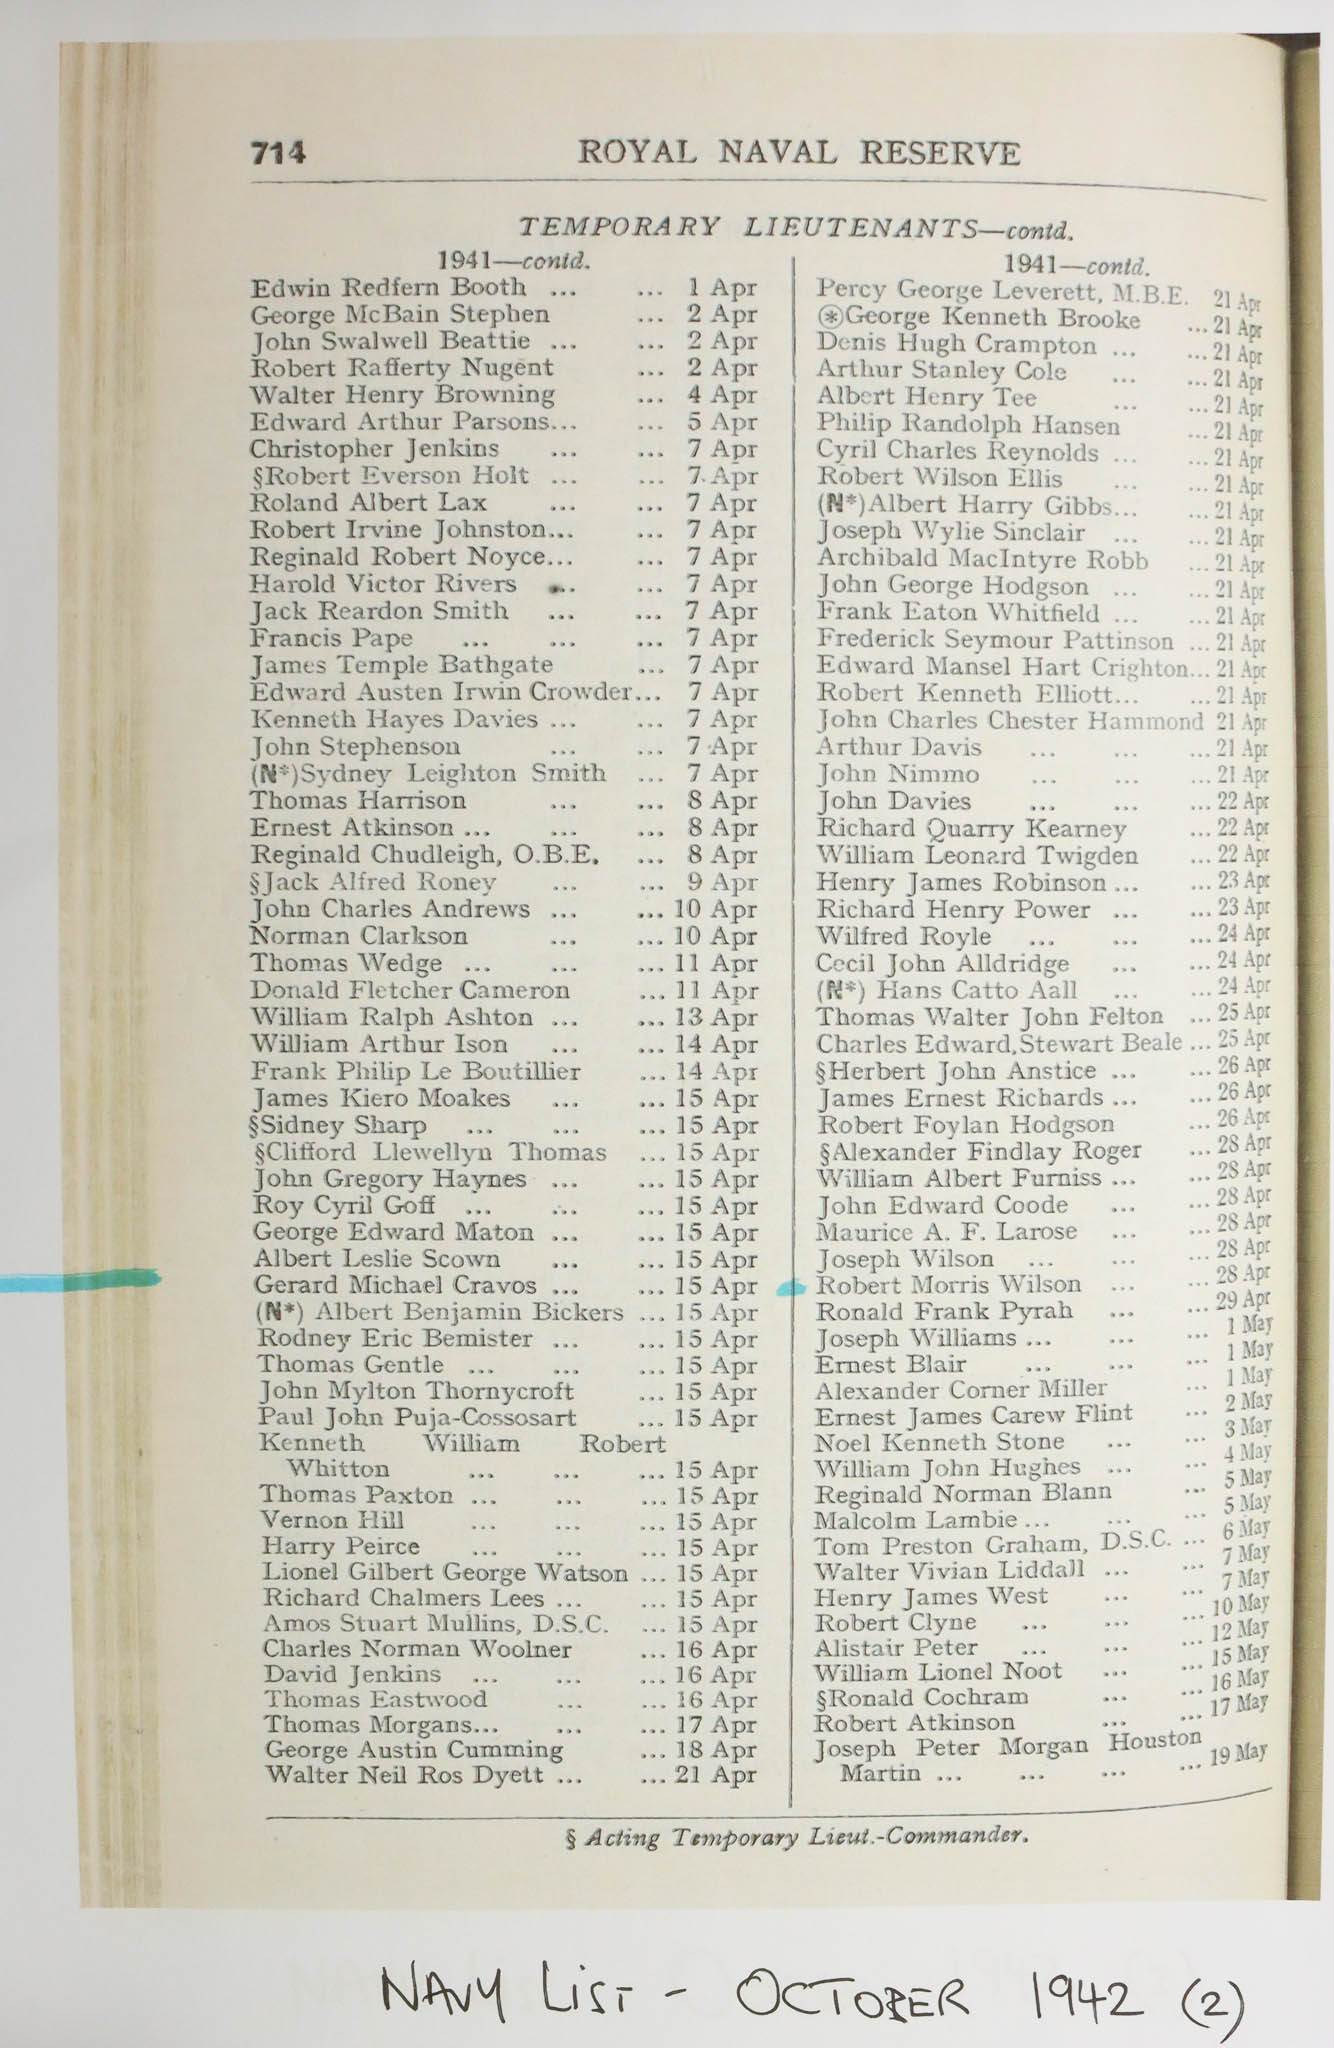 714 ROYAL NAVAL RESERVE
TEMPORARY LIEUTENANTS—contd.
1941—contd.
Edwin Redfern Booth ... ... 1 Apr
George McBain Stephen ... 2 Apr
John Swalwell Beattie ... ... 2 Apr
Robert Rafferty Nugent ... 2 Apr
Walter Henry Browning ... 4 Apr
Edward Arthur Parsons... ... 5 Apr
Christopher Jenkins ... ... 7 Apr
§Robert Everson Holt ... ... 7 Apr
Roland Albert Lax ... ... 7 Apr
Robert Irvine Johnston... ... 7 Apr
Reginald Robert Noyce... ... 7 Apr
Harold Victor Rivers ... ... 7 Apr
Jack Reardon Smith ... ... 7 Apr
Francis Pape ... ... ... 7 Apr
James Temple Bathgate ... 7 Apr
Edward Austen Irwin Crowder... 7 Apr
Kenneth Hayes Davies ... ... 7 Apr
John Stephenson ... ... 7 Apr
(N*)Sydney Leighton Smith ... 7 Apr
Thomas Harrison ... ... 8 Apr
Ernest Atkinson ... ... ... 8 Apr
Reginald Chudleigh, O.B.E. ... 8 Apr
§Jack Alfred Roney ... ... 9 Apr
John Charles Andrews ... ... 10 Apr
Norman Clarkson ... ... 10 Apr
Thomas Wedge ... ... ... 11 Apr
Donald Fletcher Cameron ... 11 Apr
William Ralph Ashton ... ... 13 Apr
William Arthur Ison ... ... 14 Apr
Frank Philip Le Boutillier ... 14 Apr
James Kiero Moakes ... ... 15 Apr
§Sidney Sharp ... ... ... 15 Apr
§Clifford Llewellyn Thomas ... 15 Apr
John Gregory Haynes ... ... 15 Apr
Roy Cyril Goff ... ... ... 15 Apr
George Edward Maton ... ... 15 Apr
Albert Leslie Scown ... ... 15 Apr
Gerard Michael Cravos ... ... 15 Apr
(N*) Albert Benjamin Bickers ... 15 Apr
Rodney Eric Bemister ... ... 15 Apr
Thomas Gentle ... ... ... 15 Apr
John Mylton Thornycroft ... 15 Apr
Paul John Puja-Cossosart ... 15 Apr
Kenneth William Robert
Whitton ... ... ... 15 Apr
Thomas Paxton ... ... ... 15 Apr
Vernon Hill ... ... ... 15 Apr
Harry Peirce ... ... ... 15 Apr
Lionel Gilbert George Watson ... 15 Apr
Richard Chalmers Lees ... ... 15 Apr
Amos Stuart Mullins, D.S.C. ... 15 Apr
Charles Norman Woolner ... 16 Apr
David Jenkins ... ... ... 16 Apr
Thomas Eastwood ... ... 16 Apr
Thomas Morgans... ... ... 17 Apr
George Austin Cumming ... 18 Apr
Walter Neil Ros Dyett ... ... 21 Apr
1941—contd.
Percy George Leverett, M.B.E. 21 Apr
⊛George Kenneth Brooke ... 21 Apr
Denis Hugh Crampton ... ... 21 Apr
Arthur Stanley Cole ... ... 21 Apr
Albert Henry Tee ... ... 21 Apr
Philip Randolph Hansen ... 21 Apr
Cyril Charles Reynolds ... ... 21 Apr
Robert Wilson Ellis ... ... 21 Apr
(N*)Albert Harry Gibbs... ... 21 Apr
Joseph Wylie Sinclair ... ... 21 Apr
Archibald MacIntyre Robb ... 21 Apr
John George Hodgson ... ... 21 Apr
Frank Eaton Whitfield ... ... 21 Apr
Frederick Seymour Pattinson ... 21 Apr
Edward Mansel Hart Crighton... 21 Apr
Robert Kenneth Elliott... ... 21 Apr
John Charles Chester Hammond 21 Apr
Arthur Davis ... ... ... 21 Apr
John Nimmo ... ... ... 21 Apr
John Davies ... ... ... 22 Apr
Richard Quarry Kearney ... 22 Apr
William Leonard Twigden ... 22 Apr
Henry James Robinson ... ... 23 Apr
Richard Henry Power ... ... 23 Apr
Wilfred Royle ... ... ... 24 Apr
Cecil John Alldridge ... ... 24 Apr
(N*) Hans Catto Aall ... ... 24 Apr
Thomas Walter John Felton ... 25 Apr
Charles Edward Stewart Beale ... 25 Apr
§Herbert John Anstice ... ... 26 Apr
James Ernest Richards ... ... 26 Apr
Robert Foylan Hodgson ... 26 Apr
§Alexander Findlay Roger ... 28 Apr
William Albert Furniss ... ... 28 Apr
John Edward Coode ... ... 28 Apr
Maurice A. F. Larose ... ... 28 Apr
Joseph Wilson ... ... ... 28 Apr
Robert Morris Wilson ... ... 28 Apr
Ronald Frank Pyrah ... ... 29 Apr
Joseph Williams ... ... ... 1 May
Ernest Blair ... ... ... 1 May
Alexander Corner Miller ... 1 May
Ernest James Carew Flint ... 2 May
Noel Kenneth Stone ... ... 3 May
William John Hughes ... ... 4 May
Reginald Norman Blann ... 5 May
Malcolm Lambie ... ... ... 5 May
Tom Preston Graham, D.S.C. ... 6 May
Walter Vivian Liddall ... ... 7 May
Henry James West ... ... 7 May
Robert Clyne ... ... ... 10 May
Alistair Peter ... ... ... 12 May
William Lionel Noot ... ... 15 May
§Ronald Cochram ... ... 16 May
Robert Atkinson ... ... 17 May
Joseph Peter Morgan Houston
Martin ... ... ... ... 19 May
§ Acting Temporary Lieut.-Commander.
NAVY LIST - OCTOBER 1942 (2)